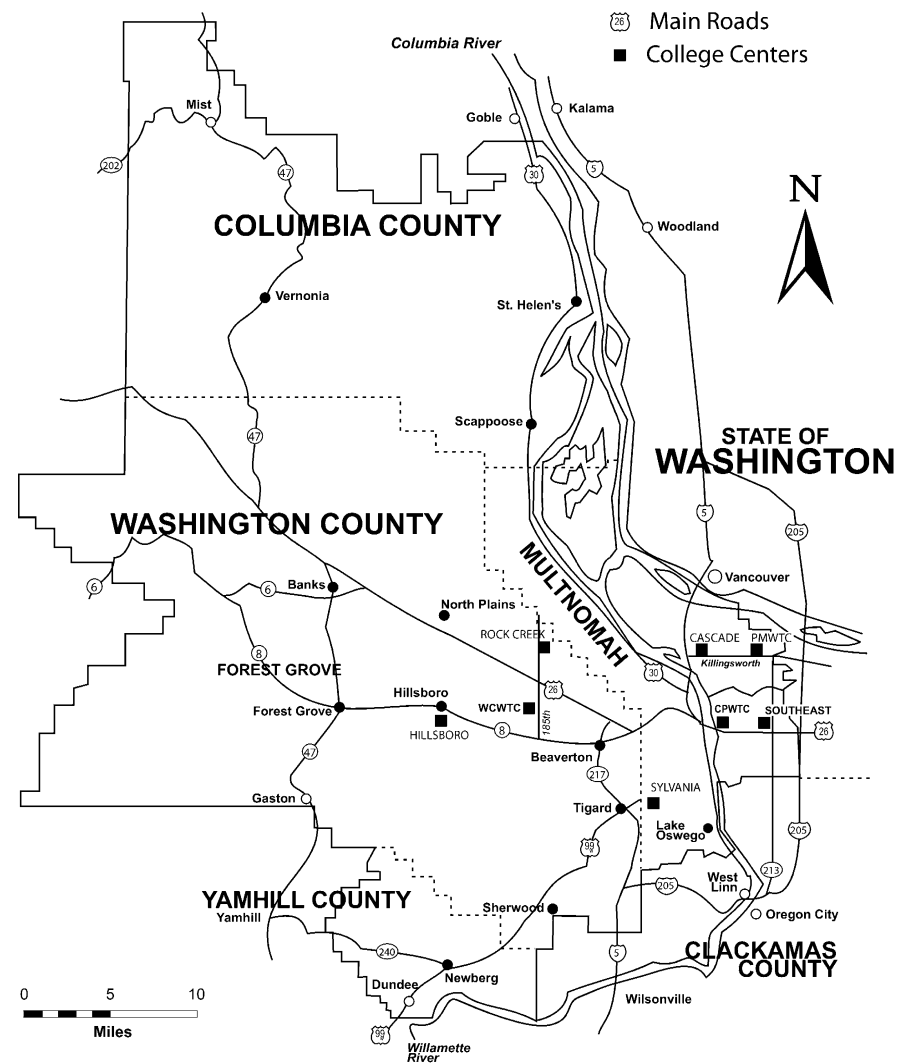 26 Main Roads
College Centers
Columbia River
Mist
Goble
Kalama
202
47
30
5
N
COLUMBIA COUNTY
Woodland
Vernonia
St. Helen's
Scappoose
47
STATE OF
WASHINGTON
WASHINGTON COUNTY
5
205
MULTNOMAH
6
6
Banks
Vancouver
North Plains
ROCK CREEK
CASCADE
PMWTC
Killingsworth
8
FOREST GROVE
30
26
Hillsboro
Forest Grove
WCWTC
185th
CPWTC
SOUTHEAST
HILLSBORO
8
26
47
Beaverton
217
Gaston
SYLVANIA
Tigard
Lake
Oswego
205
99
W
213
West
Linn
205
YAMHILL COUNTY
Yamhill
Sherwood
Oregon City
240
5
CLACKAMAS
COUNTY
Newberg
Dundee
0 5 10
Miles
Wilsonville
99
W
Willamette
River